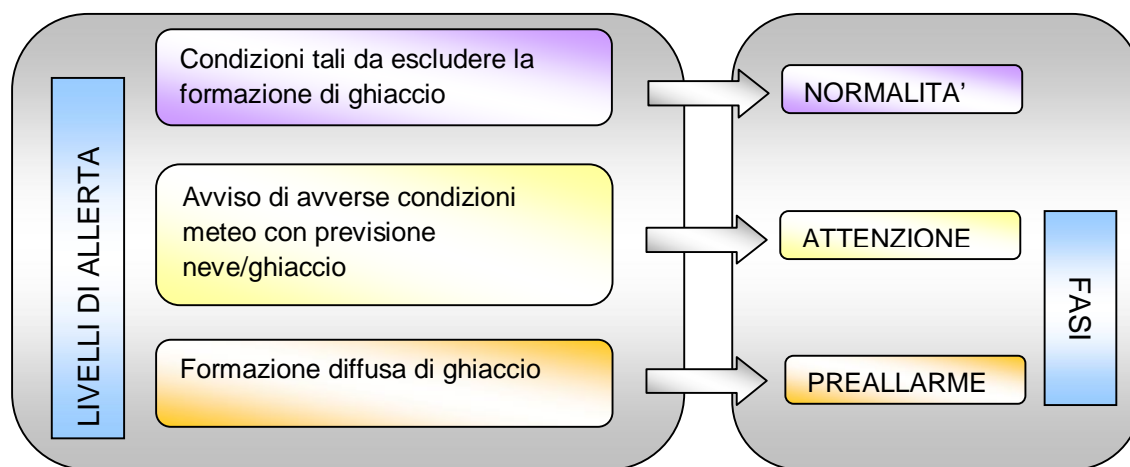 LIVELLI DI ALLERTA
Condizioni tali da escludere la
formazione di ghiaccio
NORMALITA'
Avviso di avverse condizioni
meteo con previsione
neve/ghiaccio
ATTENZIONE
Formazione diffusa di ghiaccio
PREALLARME
FASI